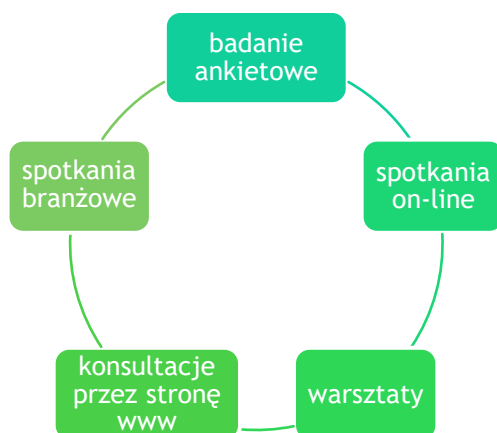 badanie
ankietowe
spotkania
on-line
warsztaty
konsultacje
przez stronę
www
spotkania
branżowe